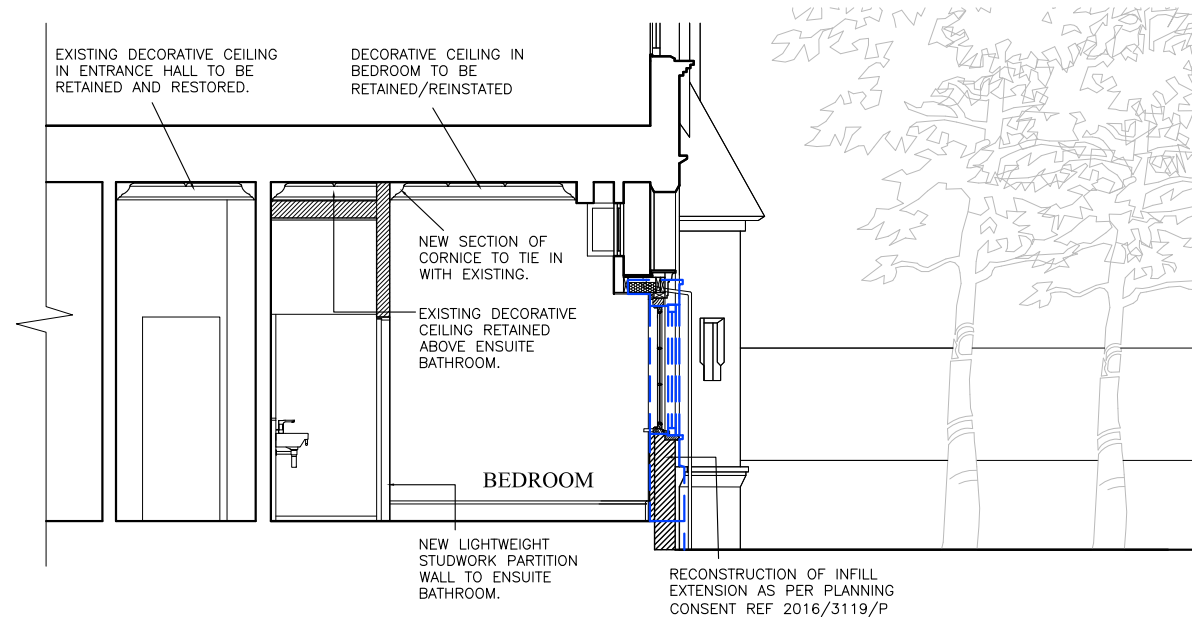 EXISTING DECORATIVE CEILING
IN ENTRANCE HALL TO BE
RETAINED AND RESTORED.
DECORATIVE CEILING IN
BEDROOM TO BE
RETAINED/REINSTATED
NEW SECTION OF
CORNICE TO TIE IN
WITH EXISTING.
EXISTING DECORATIVE
CEILING RETAINED
ABOVE ENSUITE
BATHROOM.
BEDROOM
NEW LIGHTWEIGHT
STUDWORK PARTITION
WALL TO ENSUITE
BATHROOM.
RECONSTRUCTION OF INFILL
EXTENSION AS PER PLANNING
CONSENT REF 2016/3119/P